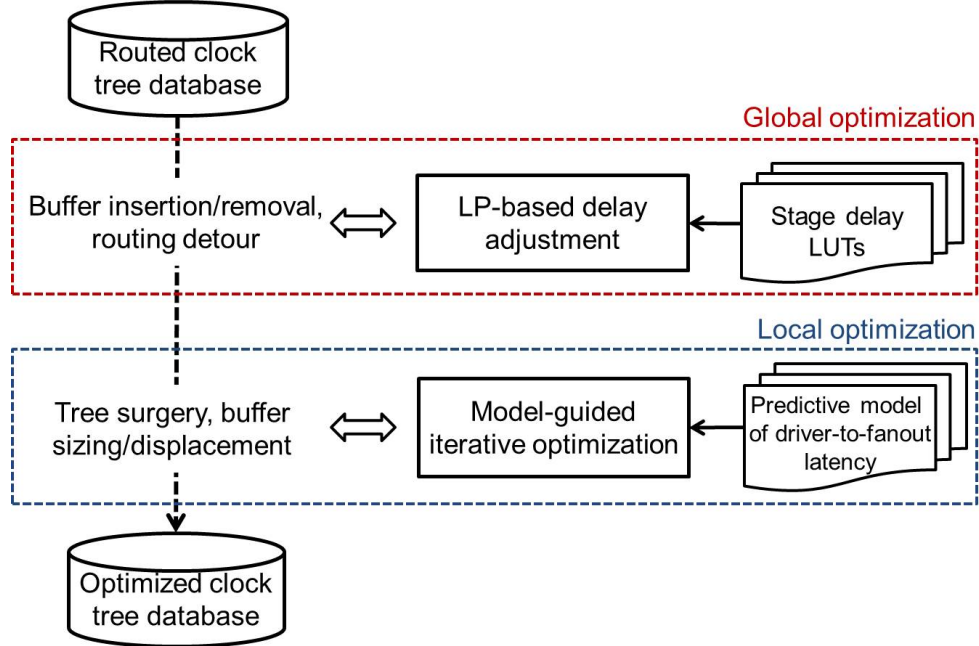 Routed clock
tree database
Global optimization
Buffer insertion/removal,
routing detour
LP-based delay
adjustment
Stage delay
LUTs
Local optimization
Tree surgery, buffer
sizing/displacement
Model-guided
iterative optimization
Predictive model
of driver-to-fanout
latency
Optimized clock
tree database